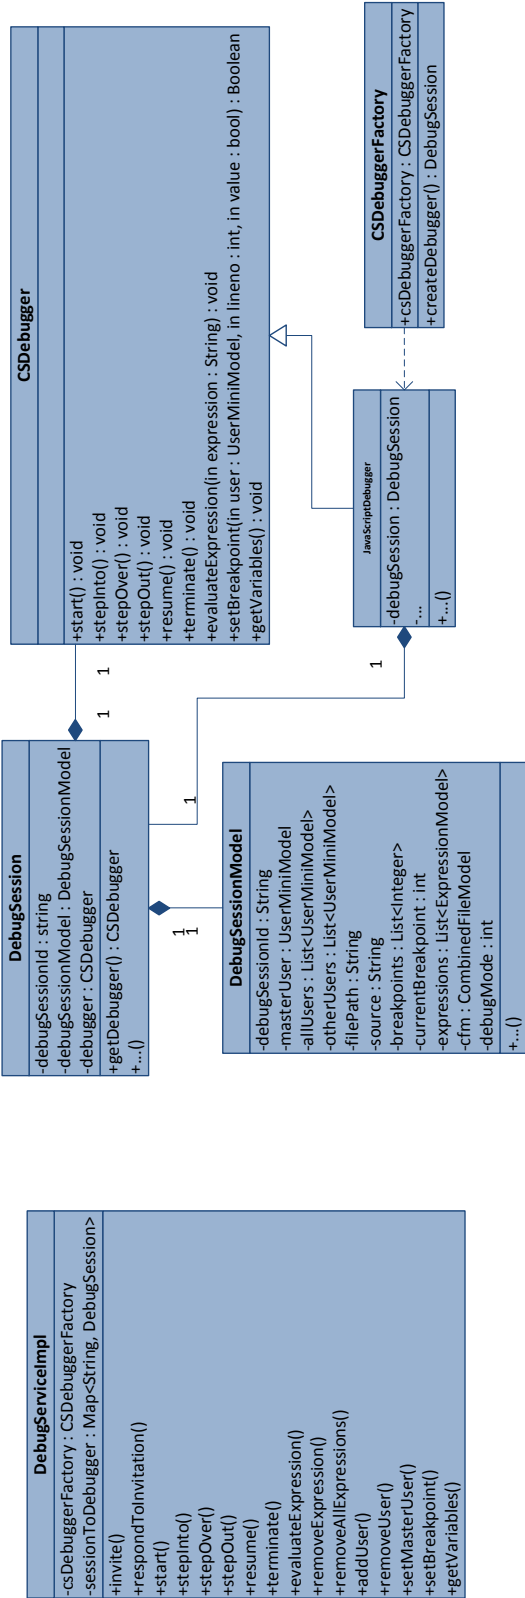 DebugServiceImpl
-csDebuggerFactory : CSDebuggerFactory
-sessionToDebugger : Map<String, DebugSession>
+invite()
+respondToInvitation()
+start()
+stepInto()
+stepOver()
+stepOut()
+resume()
+terminate()
+evaluateExpression()
+removeExpression()
+removeAllExpressions()
+addUser()
+removeUser()
+setMasterUser()
+setBreakpoint()
+getVariables()
DebugSession
-debugSessionId : string
-debugSessionModel : DebugSessionModel
-debugger : CSDebugger
+getDebugger() : CSDebugger
+...()
1
1
1
1
1
1
DebugSessionModel
-debugSessionId : String
-masterUser : UserMiniModel
-allUsers : List<UserMiniModel>
-otherUsers : List<UserMiniModel>
-filePath : String
-source : String
-breakpoints : List<Integer>
-currentBreakpoint : int
-expressions : List<ExpressionModel>
-cfm : CombinedFileModel
-debugMode : int
+...()
CSDebugger
+start() : void
+stepInto() : void
+stepOver() : void
+stepOut() : void
+resume() : void
+terminate() : void
+evaluateExpression(in expression : String) : void
+setBreakpoint(in user : UserMiniModel, in lineno : int, in value : bool) : Boolean
+getVariables() : void
JavaScriptDebugger
-debugSession : DebugSession
-...
+...()
CSDebuggerFactory
+csDebuggerFactory : CSDebuggerFactory
+createDebugger() : DebugSession